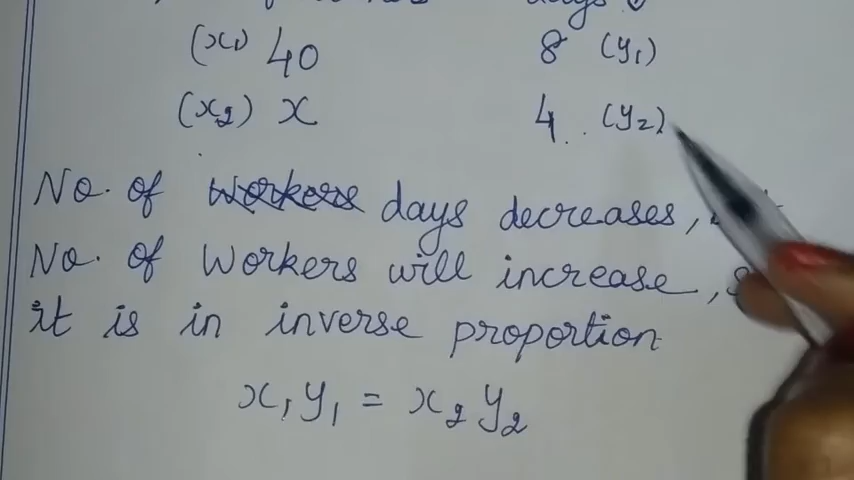 days
(x₁) 40 8 (y₁)
(x₂) x 4 (y₂)
No. of workers days decreases,
No. of workers will increase,
it is in inverse proportion
x₁y₁ = x₂y₂